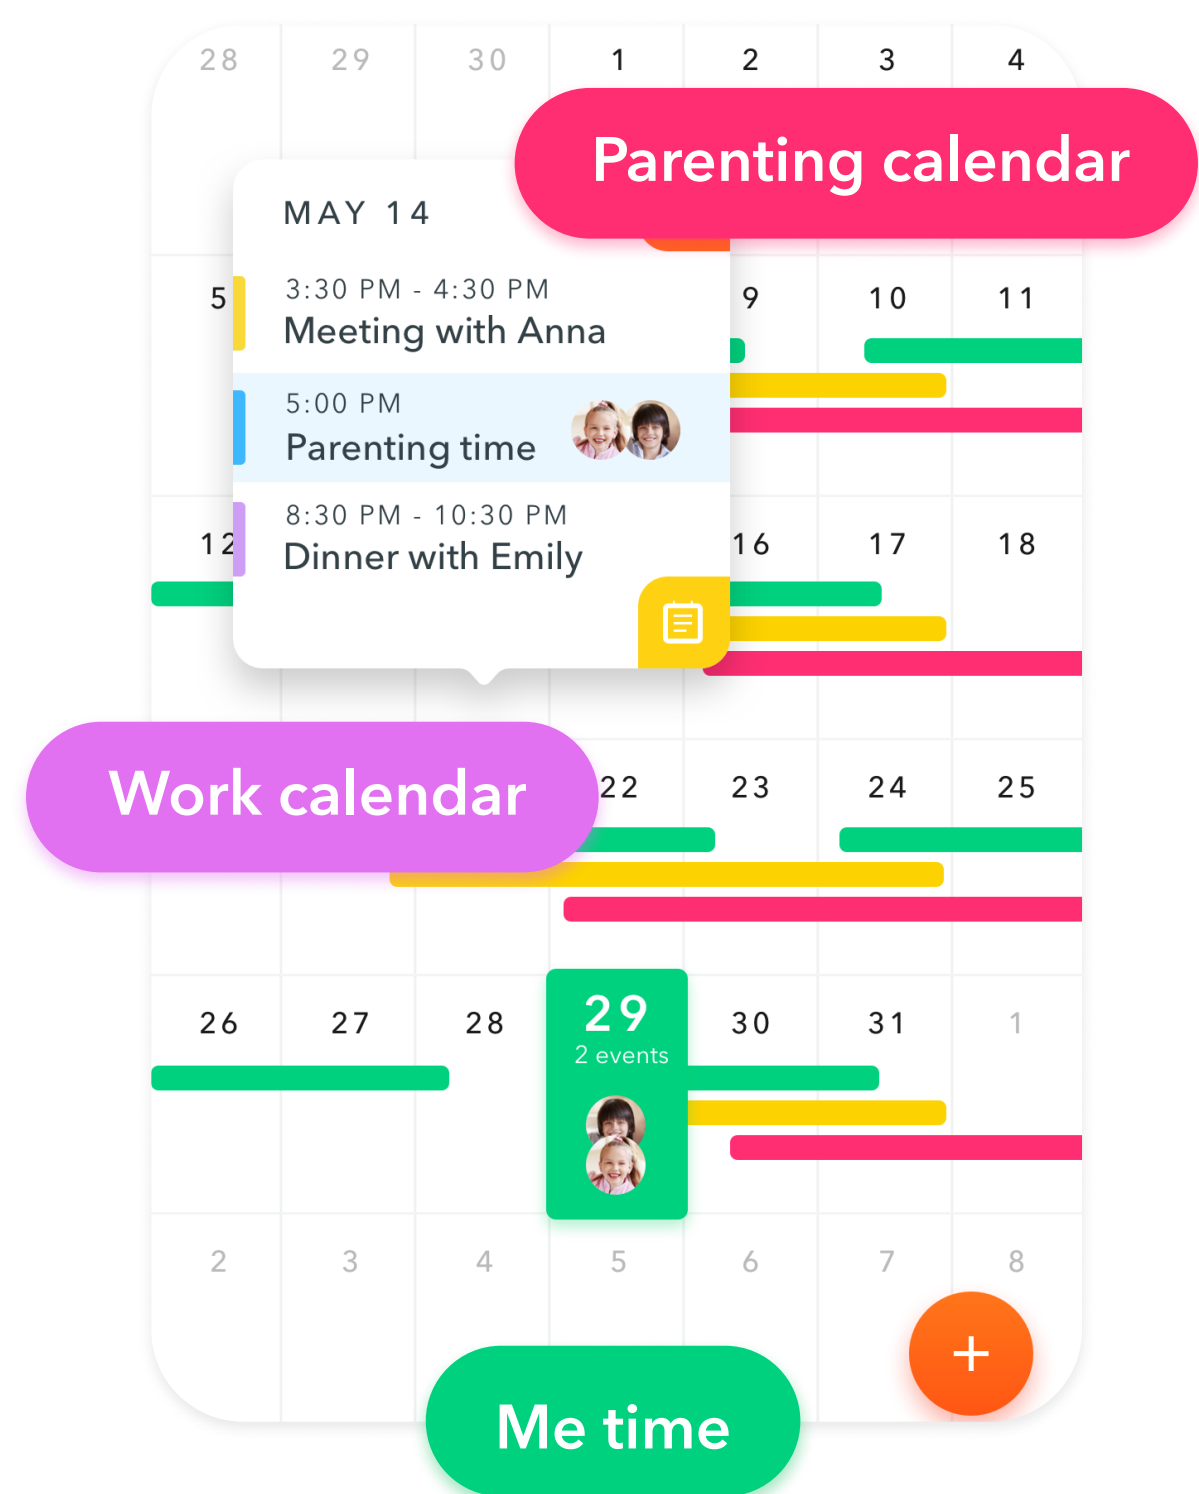 28 29 30 1 2 3 4
Parenting calendar
MAY 14
3:30 PM - 4:30 PM
Meeting with Anna
5:00 PM
Parenting time
8:30 PM - 10:30 PM
Dinner with Emily
5 9 10 11
12 16 17 18
Work calendar
22 23 24 25
26 27 28 29 30 31 1
2 events
2 3 4 5 6 7 8
+
Me time